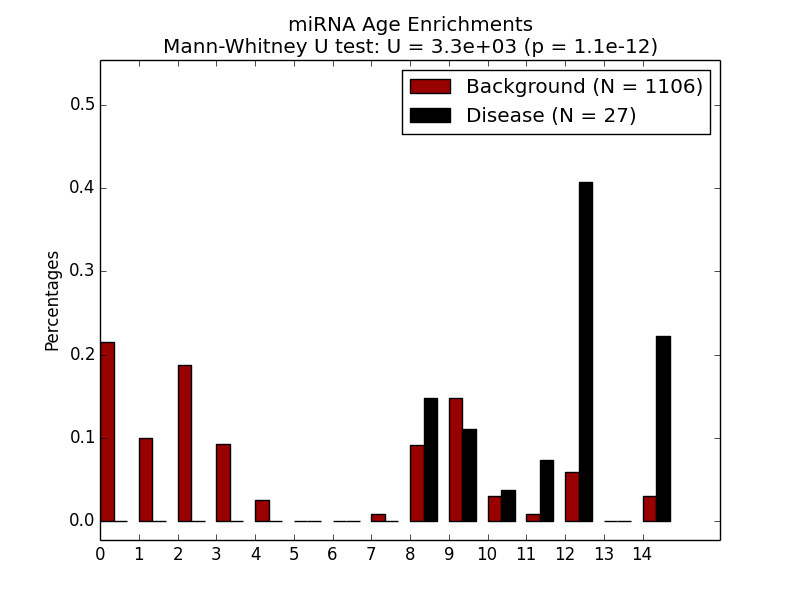 miRNA Age Enrichments
Mann-Whitney U test: U = 3.3e+03 (p = 1.1e-12)
Background (N = 1106)
Disease (N = 27)
Percentages
0.5
0.4
0.3
0.2
0.1
0.0
0 1 2 3 4 5 6 7 8 9 10 11 12 13 14